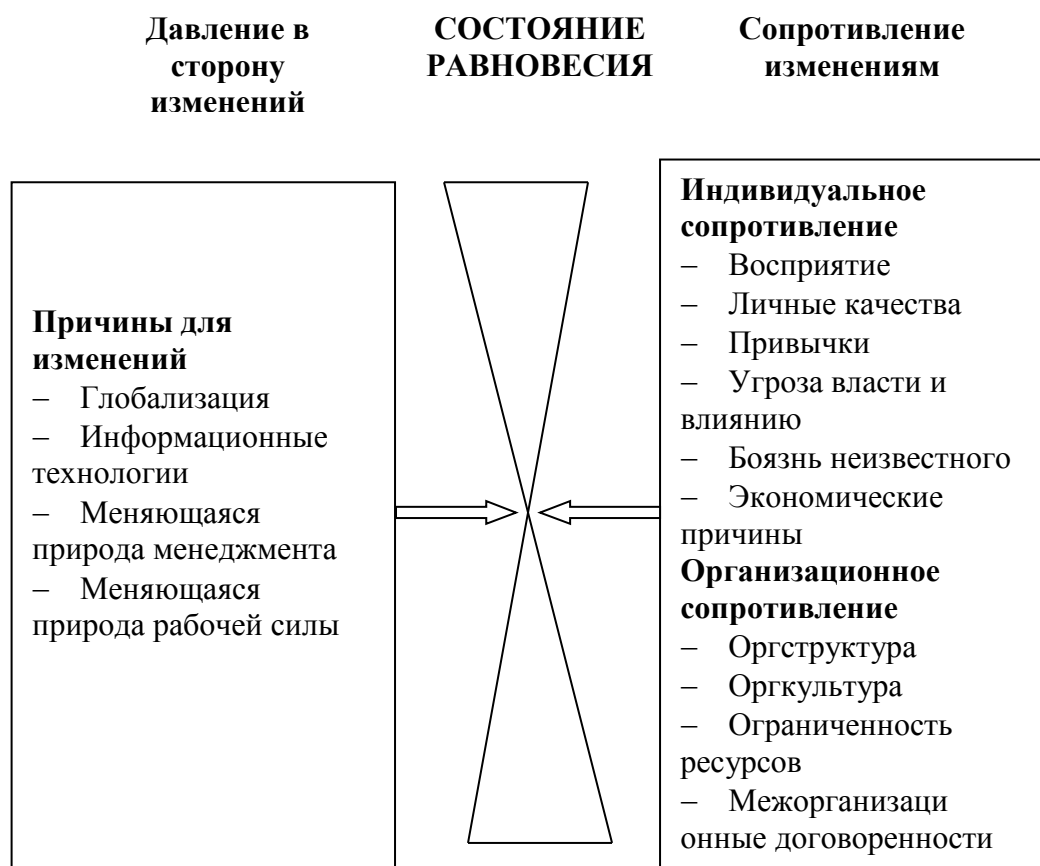 Давление в
сторону
изменений
СОСТОЯНИЕ
РАВНОВЕСИЯ
Сопротивление
изменениям
Причины для
изменений
– Глобализация
– Информационные
технологии
– Меняющаяся
природа менеджмента
– Меняющаяся
природа рабочей силы
Индивидуальное
сопротивление
– Восприятие
– Личные качества
– Привычки
– Угроза власти и
влиянию
– Боязнь неизвестного
– Экономические
причины
Организационное
сопротивление
– Оргструктура
– Оргкультура
– Ограниченность
ресурсов
– Межорганизаци
онные договоренности